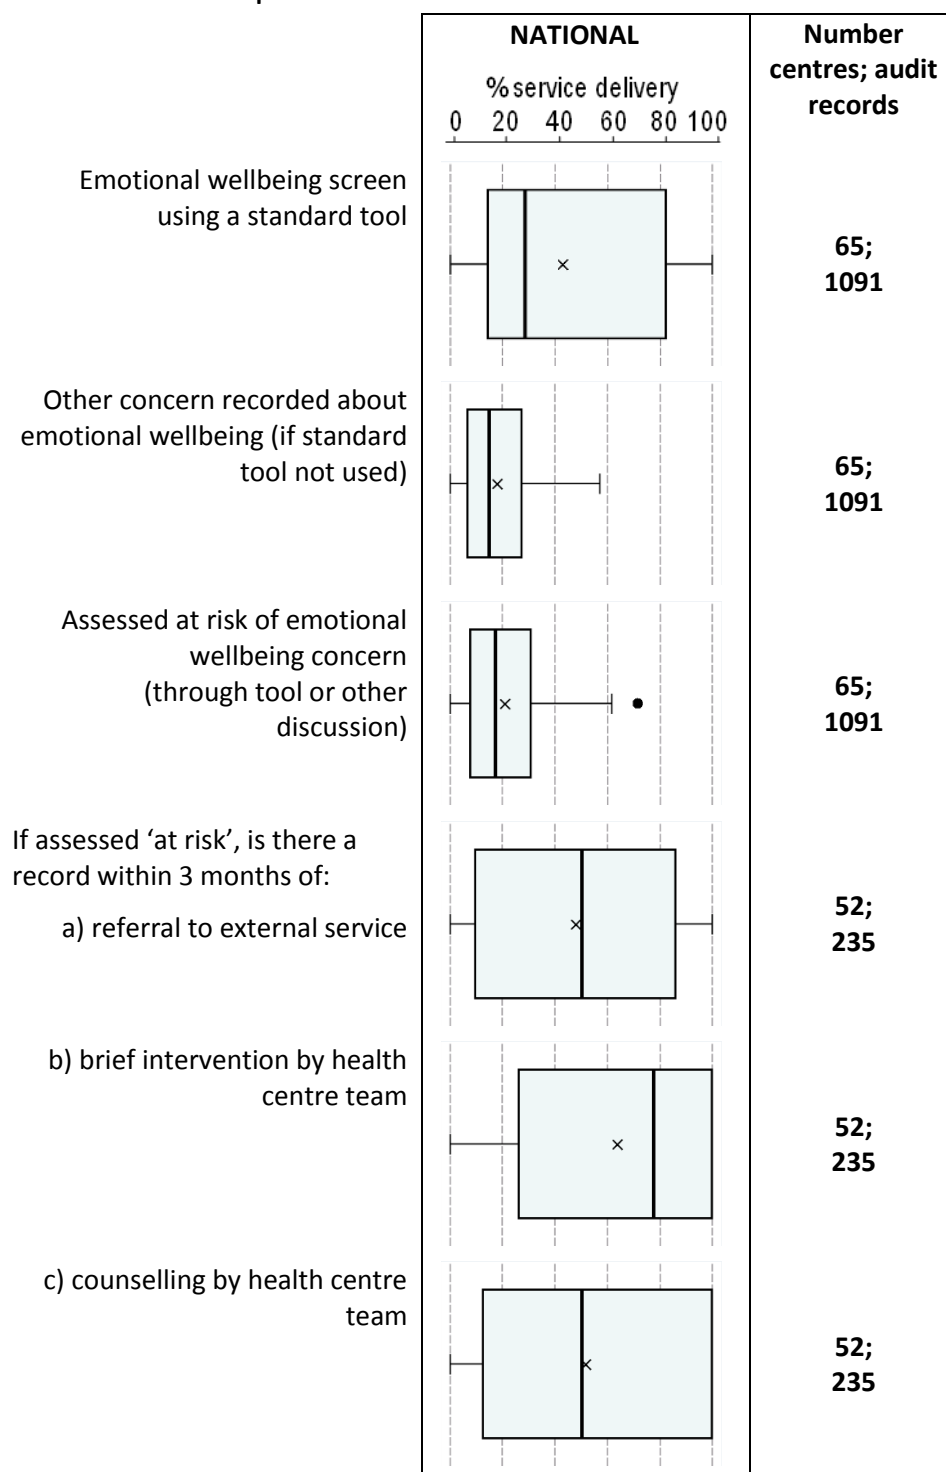 NATIONAL
Number
centres; audit
records
% service delivery
0 20 40 60 80 100
Emotional wellbeing screen
using a standard tool
65;
1091
Other concern recorded about
emotional wellbeing (if standard
tool not used)
65;
1091
Assessed at risk of emotional
wellbeing concern
(through tool or other
discussion)
65;
1091
If assessed ‘at risk’, is there a
record within 3 months of:
a) referral to external service
52;
235
b) brief intervention by health
centre team
52;
235
c) counselling by health centre
team
52;
235